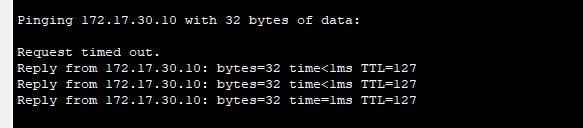 Pinging 172.17.30.10 with 32 bytes of data:
Request timed out.
Reply from 172.17.30.10: bytes=32 time<1ms TTL=127
Reply from 172.17.30.10: bytes=32 time<1ms TTL=127
Reply from 172.17.30.10: bytes=32 time=1ms TTL=127